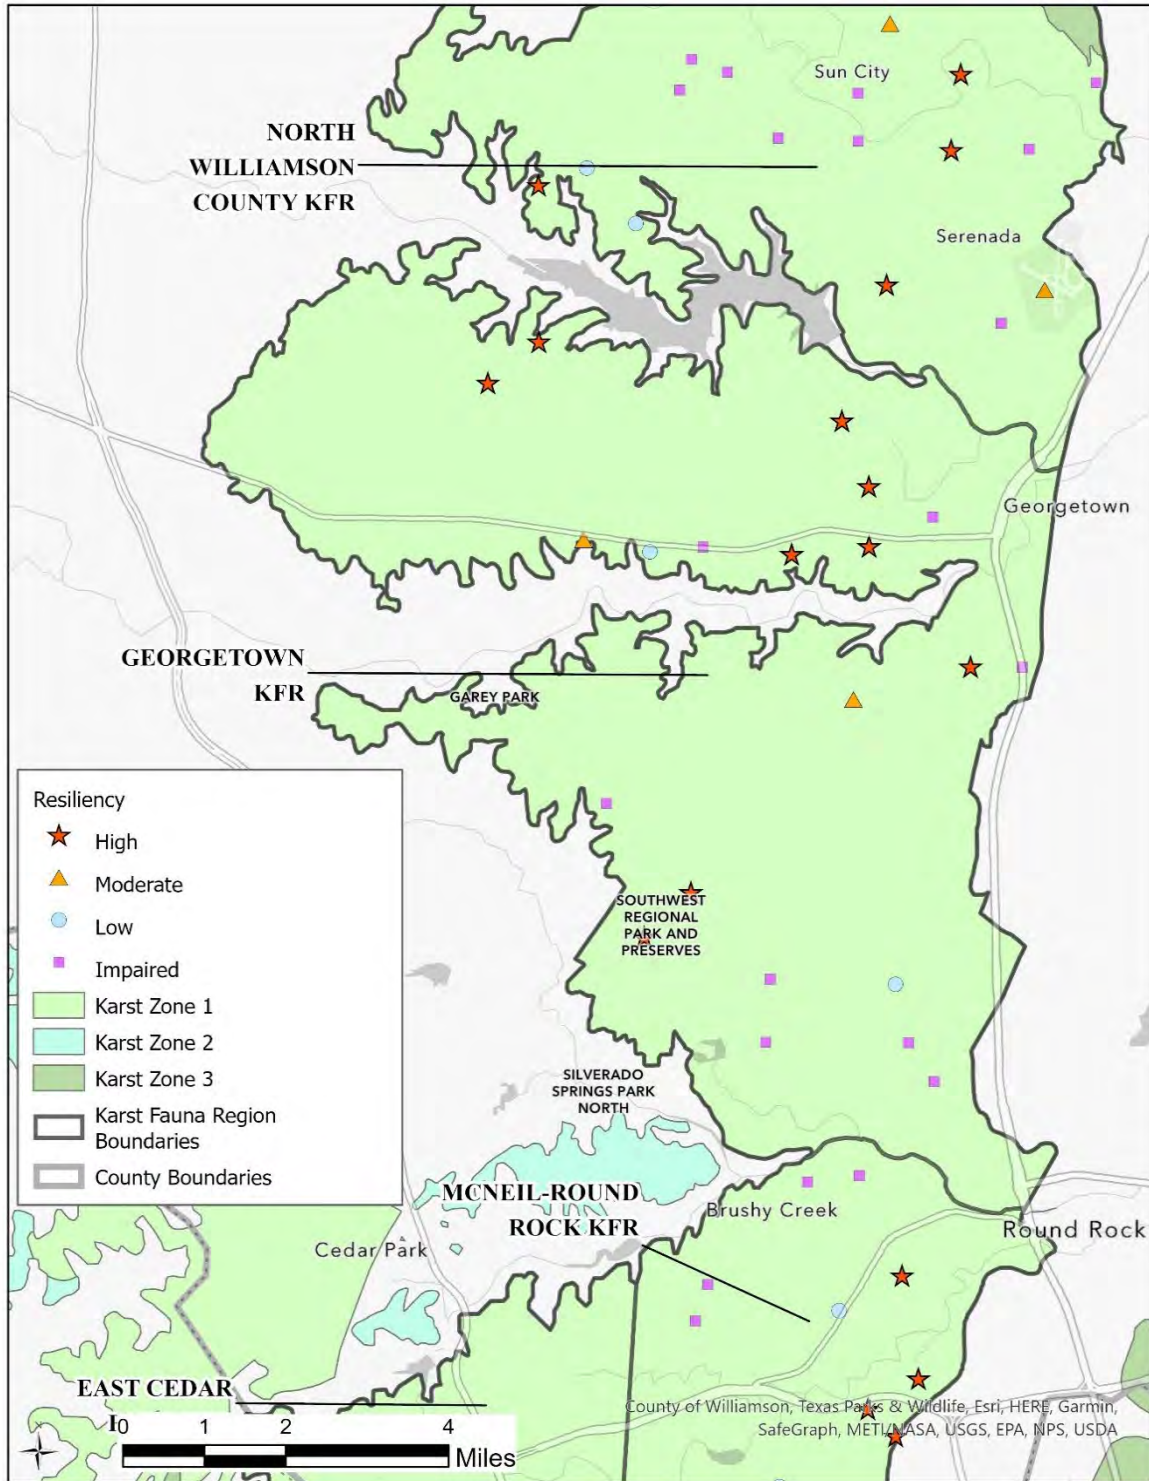 Sun City
NORTH
WILLIAMSON
COUNTY KFR
Serenada
Georgetown
GEORGETOWN
KFR
GAREY PARK
Resiliency
High
Moderate
Low
Impaired
Karst Zone 1
Karst Zone 2
Karst Zone 3
Karst Fauna Region
Boundaries
County Boundaries
SOUTHWEST
REGIONAL
PARK AND
PRESERVES
SILVERADO
SPRINGS PARK
NORTH
MCNEIL-ROUND
ROCK KFR
Brushy Creek
Round Rock
Cedar Park
EAST CEDAR
0 1 2 4
Miles
County of Williamson, Texas Parks & Wildlife, Esri, HERE, Garmin,
SafeGraph, METI/NASA, USGS, EPA, NPS, USDA